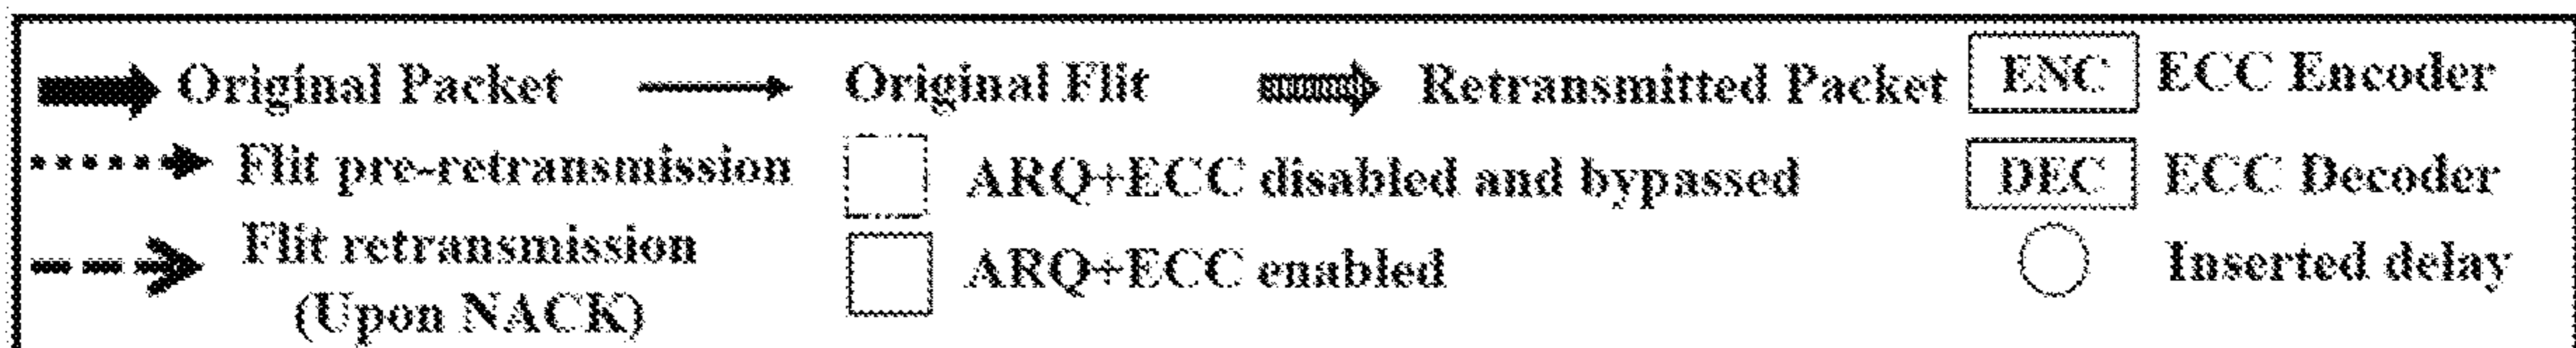 Original Packet Original Flit Retransmitted Packet ENC ECC Encoder
Flit pre-retransmission ARQ+ECC disabled and bypassed DEC ECC Decoder
Flit retransmission ARQ+ECC enabled Inserted delay
(Upon NACK)